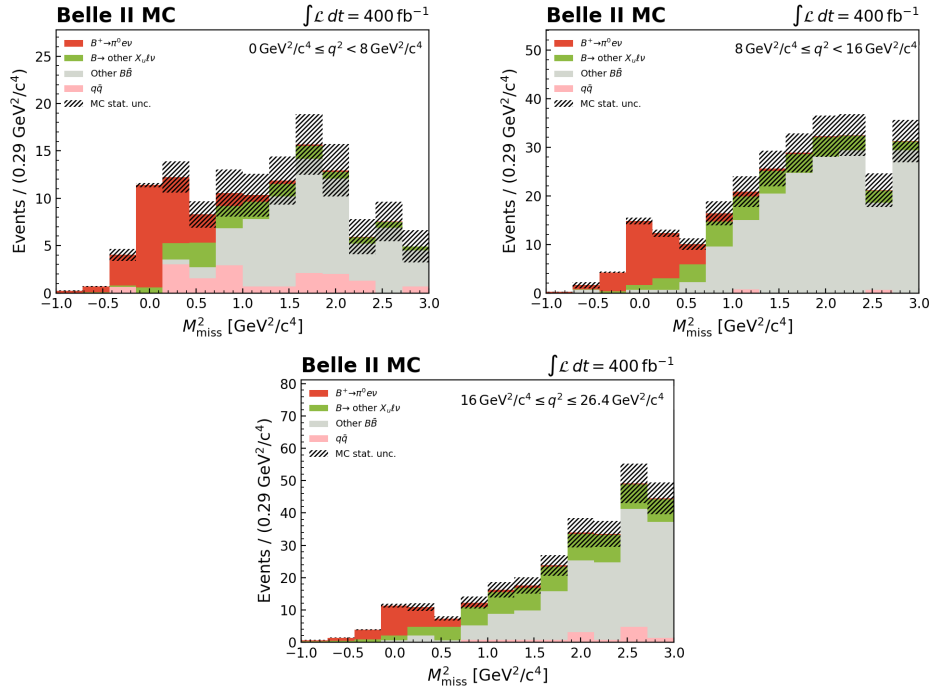 Belle II MC
∫ℒ dt = 400 fb⁻¹
0 GeV²/c⁴ ≤ q² < 8 GeV²/c⁴
B⁺→π⁰eν
B→ other Xᵤℓν
Other BB̄
qq̄
MC stat. unc.
Events / (0.29 GeV²/c⁴)
25
20
15
10
5
0
−1.0 −0.5 0.0 0.5 1.0 1.5 2.0 2.5 3.0
M²miss [GeV²/c⁴]
Belle II MC
∫ℒ dt = 400 fb⁻¹
8 GeV²/c⁴ ≤ q² < 16 GeV²/c⁴
B⁺→π⁰eν
B→ other Xᵤℓν
Other BB̄
qq̄
MC stat. unc.
Events / (0.29 GeV²/c⁴)
50
40
30
20
10
0
−1.0 −0.5 0.0 0.5 1.0 1.5 2.0 2.5 3.0
M²miss [GeV²/c⁴]
Belle II MC
∫ℒ dt = 400 fb⁻¹
16 GeV²/c⁴ ≤ q² ≤ 26.4 GeV²/c⁴
B⁺→π⁰eν
B→ other Xᵤℓν
Other BB̄
qq̄
MC stat. unc.
Events / (0.29 GeV²/c⁴)
80
70
60
50
40
30
20
10
0
−1.0 −0.5 0.0 0.5 1.0 1.5 2.0 2.5 3.0
M²miss [GeV²/c⁴]